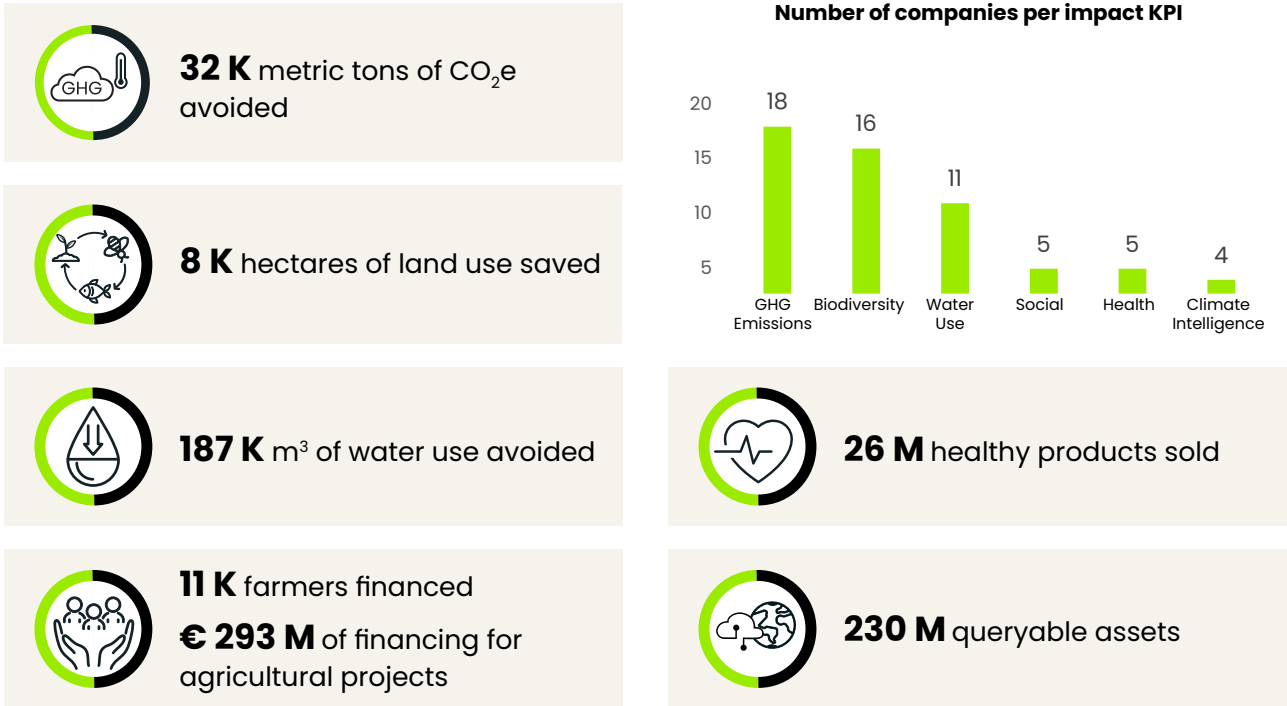 GHG
32 K metric tons of CO₂e
avoided
8 K hectares of land use saved
187 K m³ of water use avoided
11 K farmers financed
€ 293 M of financing for
agricultural projects
Number of companies per impact KPI
20
15
10
5
18
16
11
5
5
4
GHG
Emissions
Biodiversity
Water
Use
Social
Health
Climate
Intelligence
26 M healthy products sold
230 M queryable assets